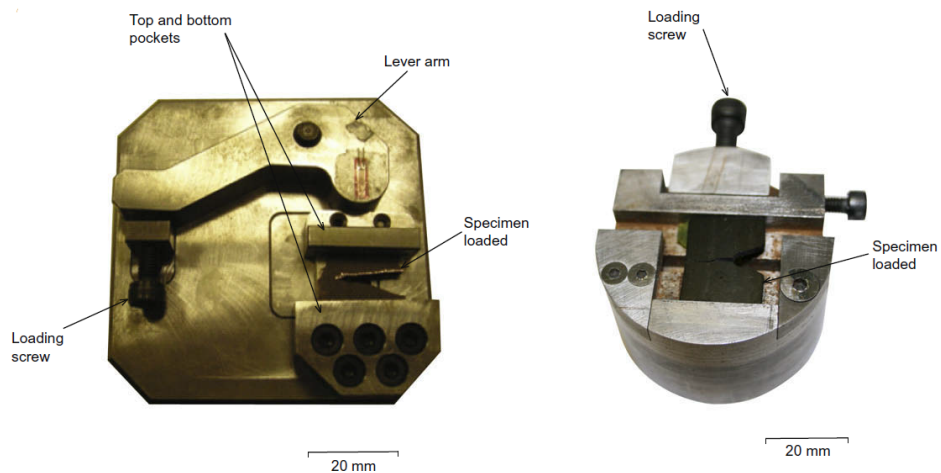 Top and bottom
pockets
Lever arm
Specimen
loaded
Loading
screw
20 mm
Loading
screw
Specimen
loaded
20 mm